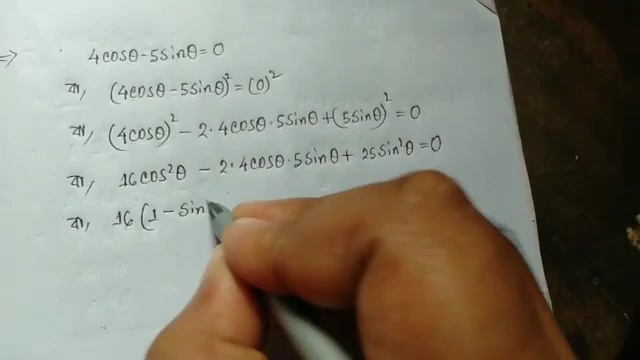 ⇒ 4cosθ-5sinθ=0
বা, (4cosθ-5sinθ)²=(0)²
বা, (4cosθ)²-2·4cosθ·5sinθ+(5sinθ)²=0
বা, 16cos²θ-2·4cosθ·5sinθ+25sin²θ=0
বা, 16(1-sin